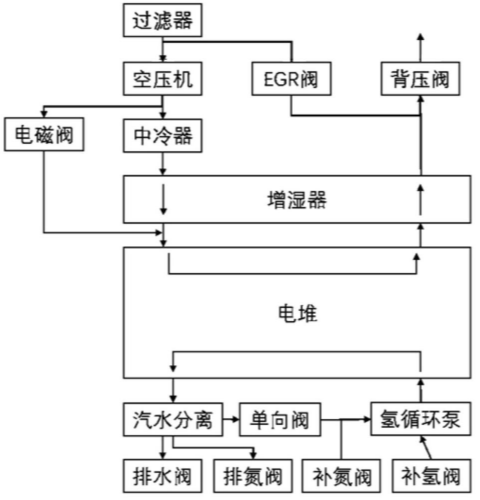 过滤器
空压机
EGR阀
背压阀
电磁阀
中冷器
增湿器
电堆
汽水分离
单向阀
氢循环泵
排水阀
排氮阀
补氮阀
补氢阀